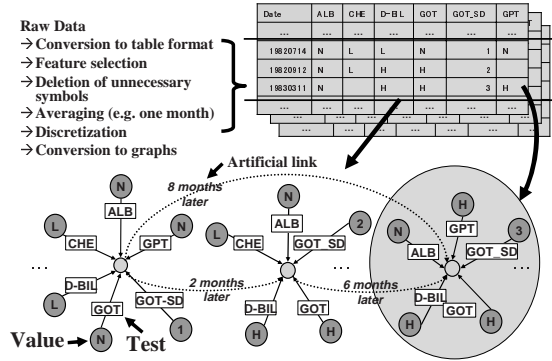 Raw Data
→Conversion to table format
→Feature selection
→Deletion of unnecessary
symbols
→Averaging (e.g. one month)
→Discretization
→Conversion to graphs
Date ALB CHE D-BIL GOT GOT_SD GPT
... ... ... ... ... ... ...
19820714 N L L N 1 N
19820912 N L H H 2
19830311 N H H 3 H
... ... ... ... ... ... ...
... ... ... ... ... ...
Artificial link
8 months
later
N
ALB
L
CHE
N
GPT
...
D-BIL
L
GOT
N
GOT-SD
1
Value
Test
2 months
later
N
ALB
L
CHE
2
GOT_SD
D-BIL
H
GOT
H
6 months
later
H
GPT
N
ALB
3
GOT_SD
D-BIL
H
GOT
H
...